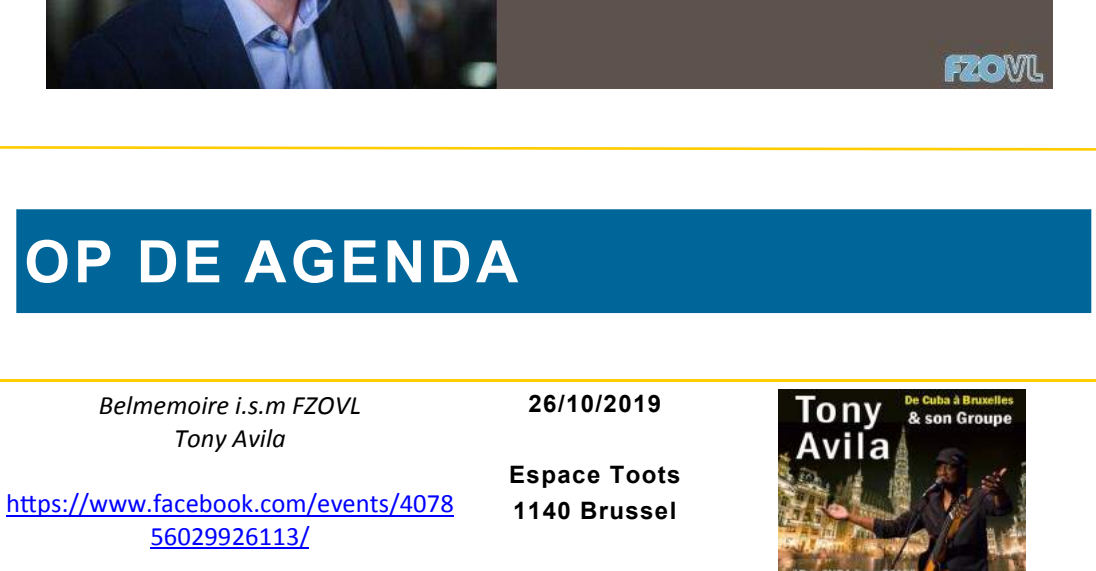 FZOVL
OP DE AGENDA
Belmemoire i.s.m FZOVL
Tony Avila
https://www.facebook.com/events/4078
56029926113/
26/10/2019
Espace Toots
1140 Brussel
Tony
Avila
De Cuba à Bruxelles
& son Groupe